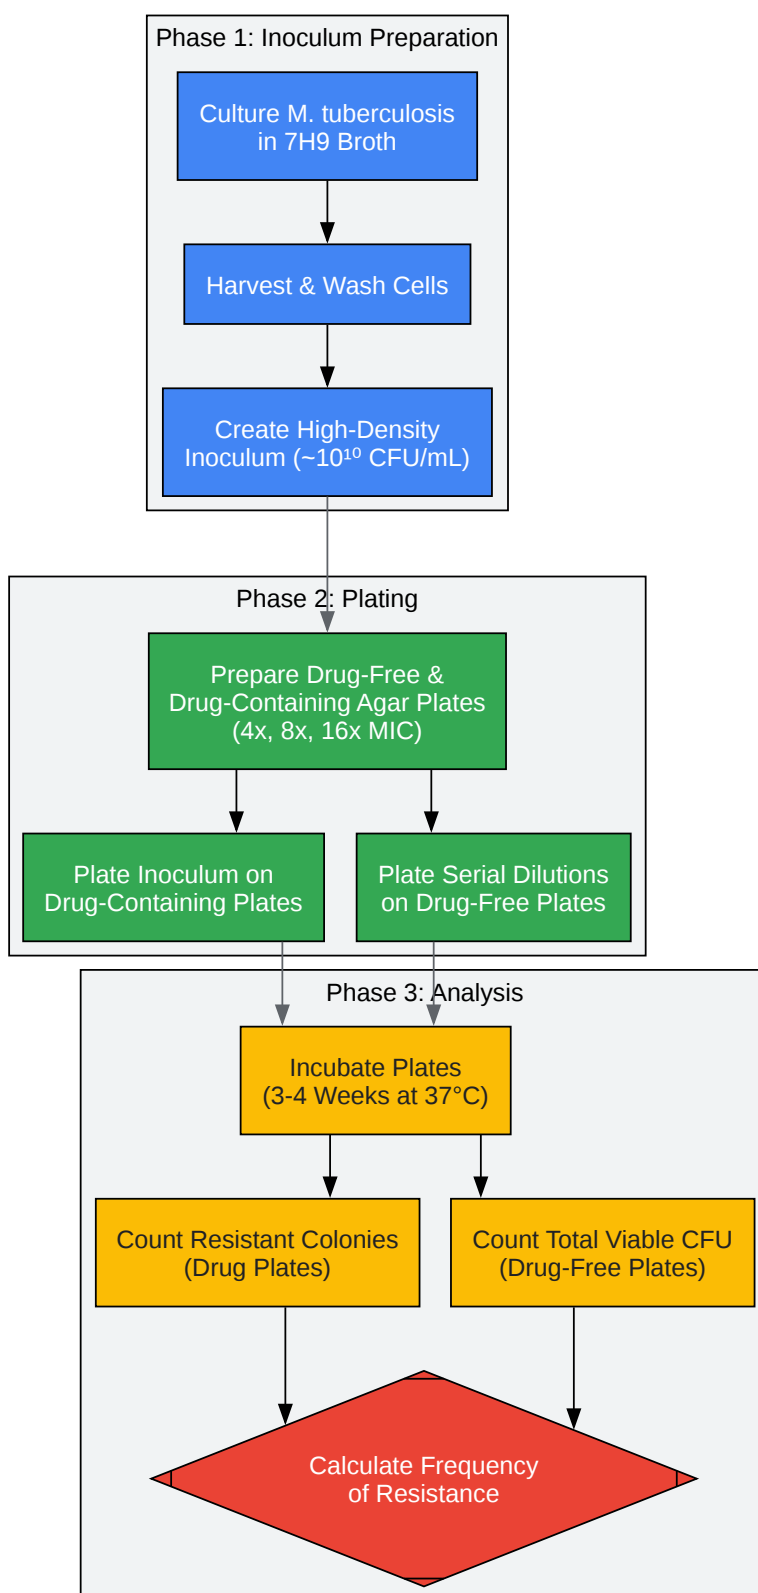 Phase 1: Inoculum Preparation
Culture M. tuberculosis
in 7H9 Broth
Harvest & Wash Cells
Create High-Density
Inoculum (~10¹⁰ CFU/mL)
Phase 2: Plating
Prepare Drug-Free &
Drug-Containing Agar Plates
(4x, 8x, 16x MIC)
Plate Inoculum on
Drug-Containing Plates
Plate Serial Dilutions
on Drug-Free Plates
Phase 3: Analysis
Incubate Plates
(3-4 Weeks at 37°C)
Count Resistant Colonies
(Drug Plates)
Count Total Viable CFU
(Drug-Free Plates)
Calculate Frequency
of Resistance